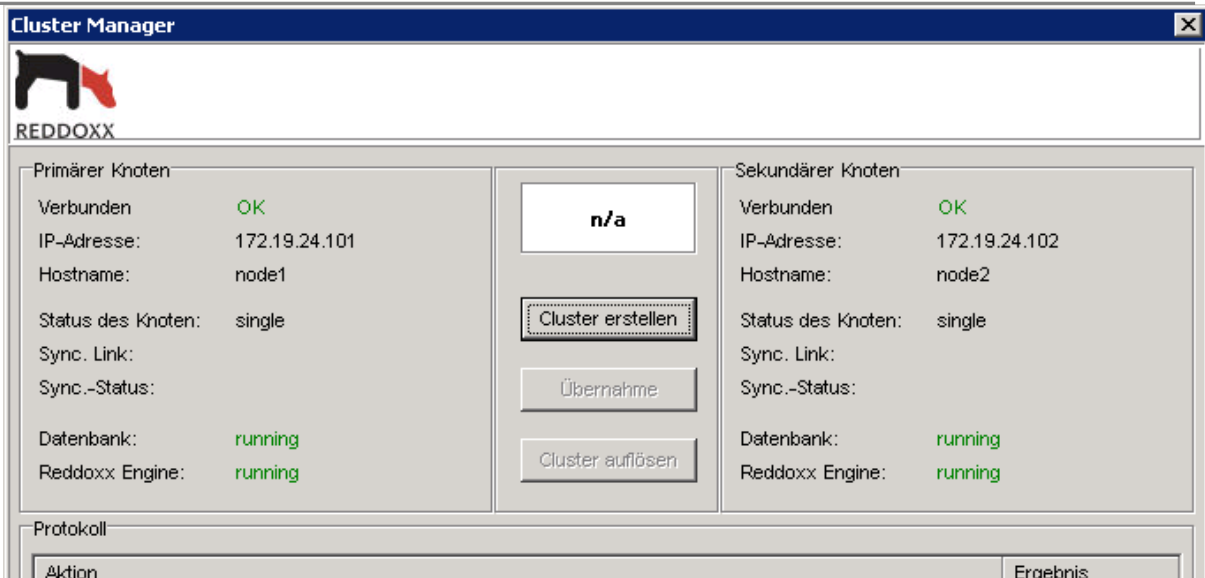 Cluster Manager
REDDOXX
Primärer Knoten
Verbunden OK
IP-Adresse: 172.19.24.101
Hostname: node1
Status des Knoten: single
Sync. Link:
Sync.-Status:
Datenbank: running
Reddoxx Engine: running
n/a
Cluster erstellen
Übernahme
Cluster auflösen
Sekundärer Knoten
Verbunden OK
IP-Adresse: 172.19.24.102
Hostname: node2
Status des Knoten: single
Sync. Link:
Sync.-Status:
Datenbank: running
Reddoxx Engine: running
Protokoll
Aktion Ergebnis